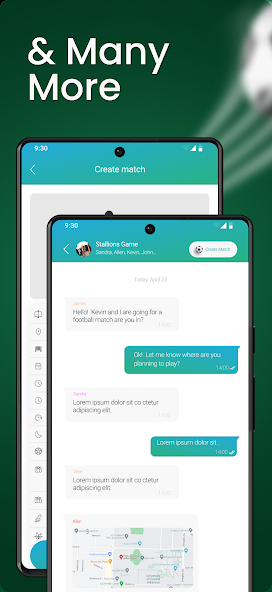 & Many
More
9:30
Create match
9:30
Stallions Game
Sandra, Allen, Kevin, John..
Create Match
Today April 23
James
Hello! Kevin and I are going for a
football match are you in?
14:00
Ok! Let me know where are you
plenning to play?
14:00
Sandra
Lorem ipsum dolor sit co ctetur
adipiscing elit.
14:00
Lorem ipsum dolor sit..
14:00
Lorem ipsum dolor sit co ctetur
adipiscing elit.
14:00
Allen